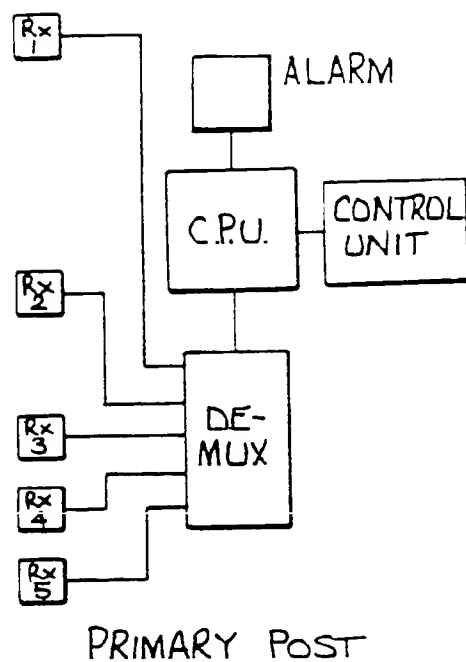 Rx
1
ALARM
C.P.U.
CONTROL
UNIT
Rx
2
DE-
MUX
Rx
3
Rx
4
Rx
5
PRIMARY POST